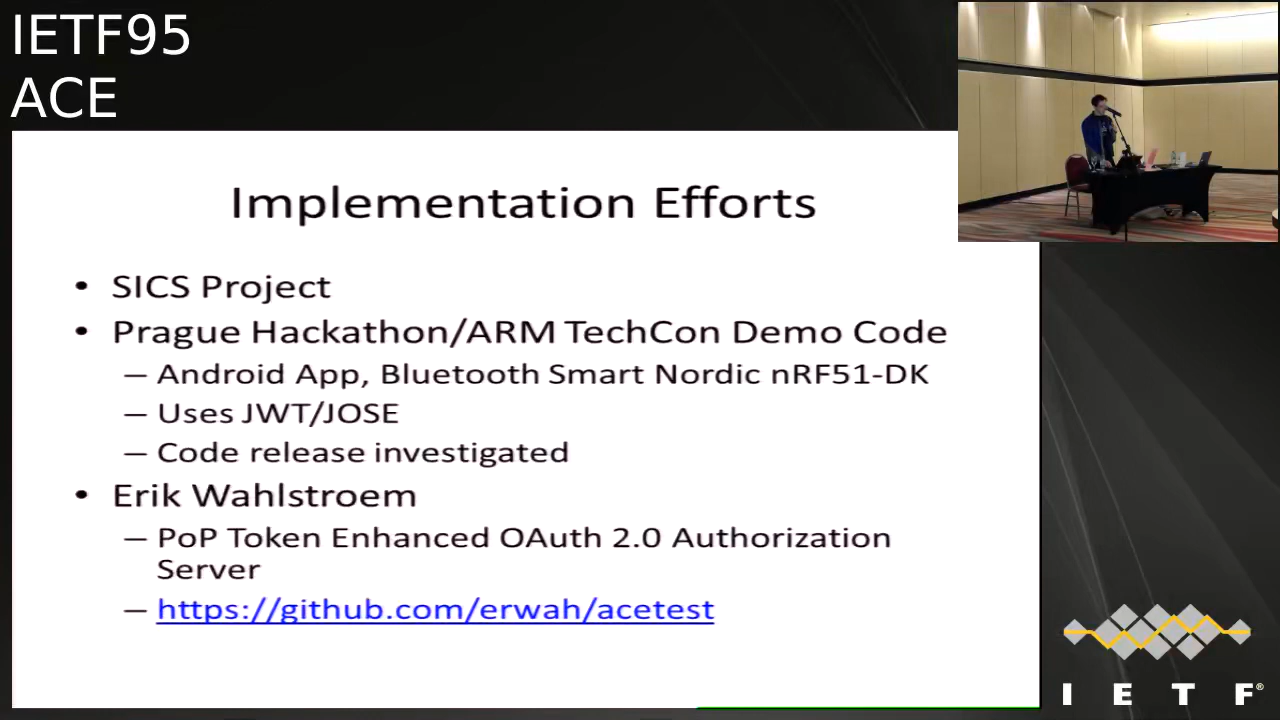 IETF95
ACE
Implementation Efforts
• SICS Project
• Prague Hackathon/ARM TechCon Demo Code
– Android App, Bluetooth Smart Nordic nRF51-DK
– Uses JWT/JOSE
– Code release investigated
• Erik Wahlstroem
– PoP Token Enhanced OAuth 2.0 Authorization
Server
– https://github.com/erwah/acetest
I E T F®